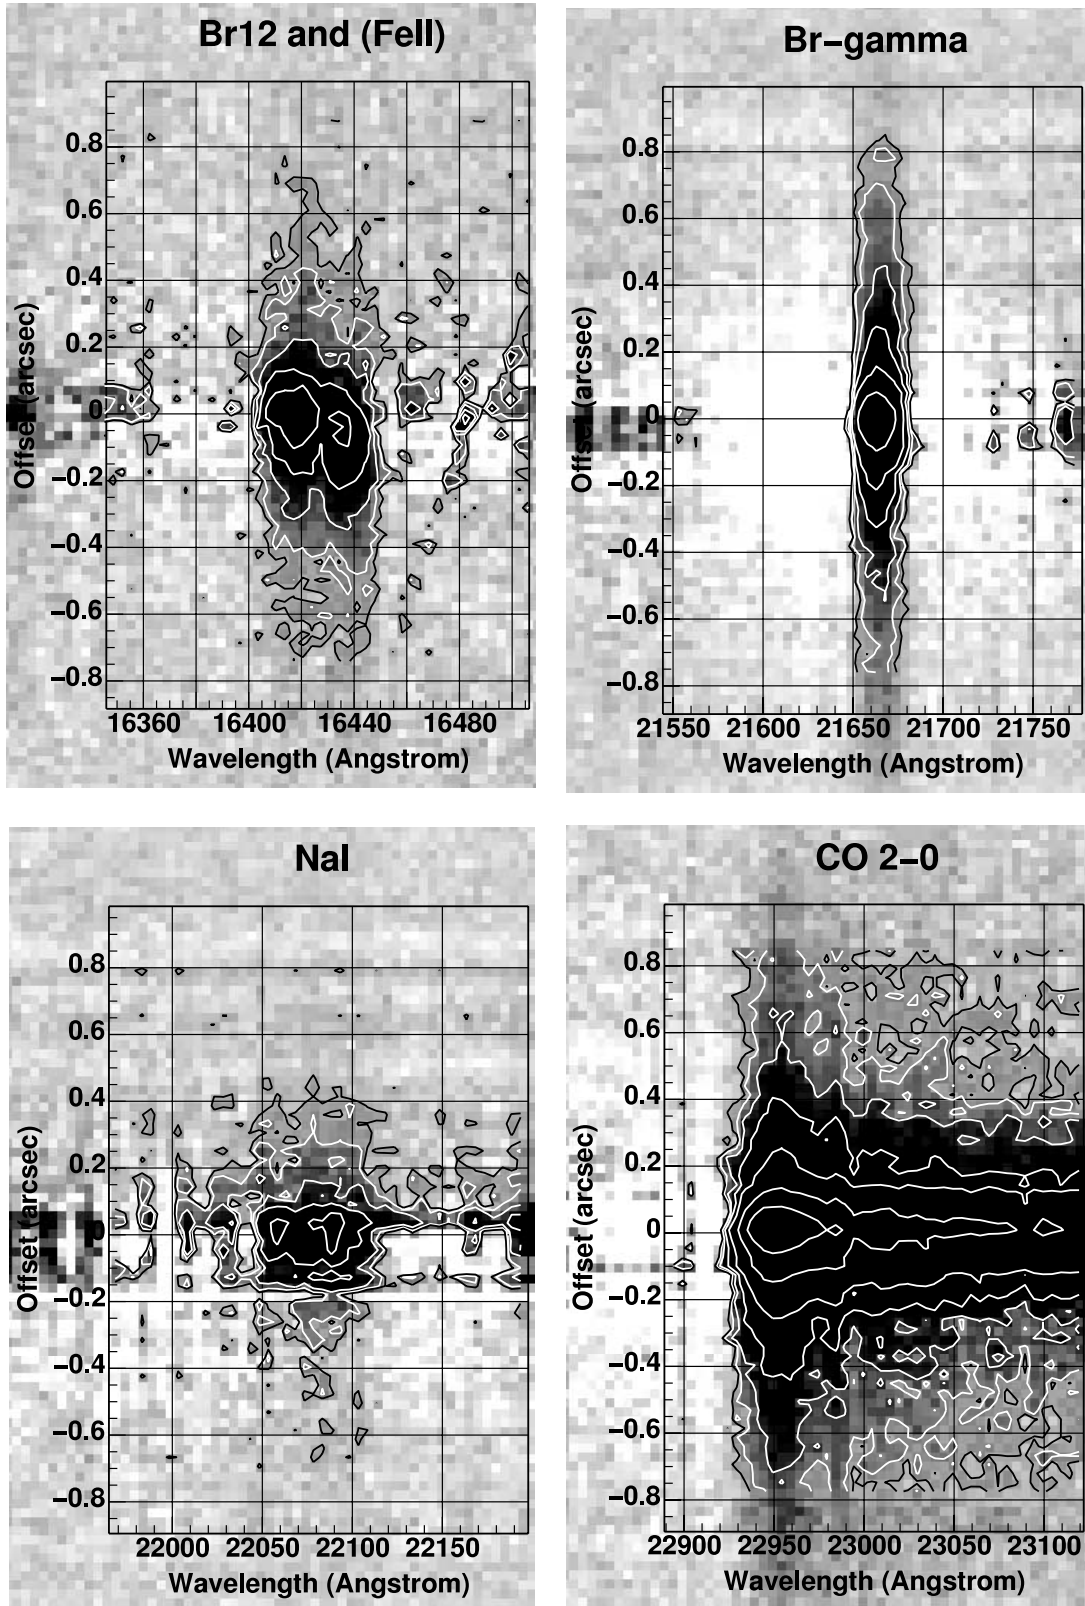 Br12 and (FeII)
Offset (arcsec)
0.8
0.6
0.4
0.2
0
−0.2
−0.4
−0.6
−0.8
16360 16400 16440 16480
Wavelength (Angstrom)
Br−gamma
Offset (arcsec)
0.8
0.6
0.4
0.2
0
−0.2
−0.4
−0.6
−0.8
21550 21600 21650 21700 21750
Wavelength (Angstrom)
NaI
Offset (arcsec)
0.8
0.6
0.4
0.2
0
−0.2
−0.4
−0.6
−0.8
22000 22050 22100 22150
Wavelength (Angstrom)
CO 2−0
Offset (arcsec)
0.8
0.6
0.4
0.2
0
−0.2
−0.4
−0.6
−0.8
22900 22950 23000 23050 23100
Wavelength (Angstrom)